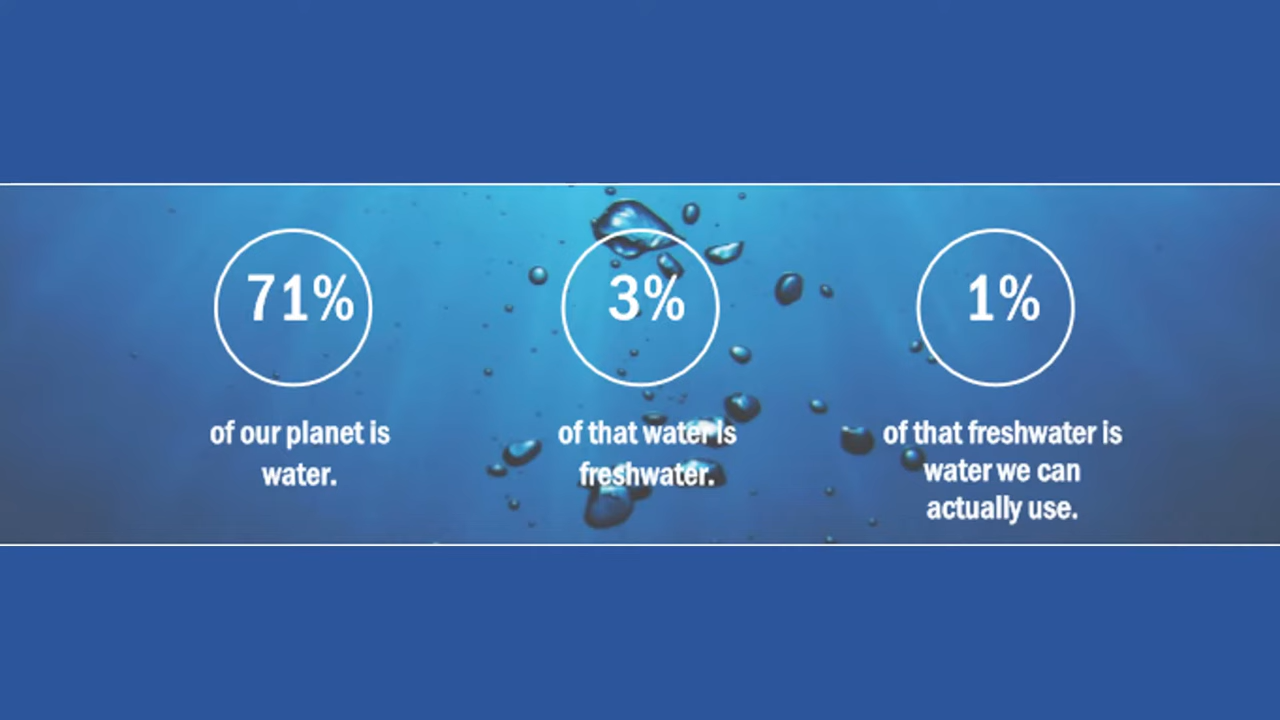 71%
of our planet is
water.
3%
of that water is
freshwater.
1%
of that freshwater is
water we can
actually use.